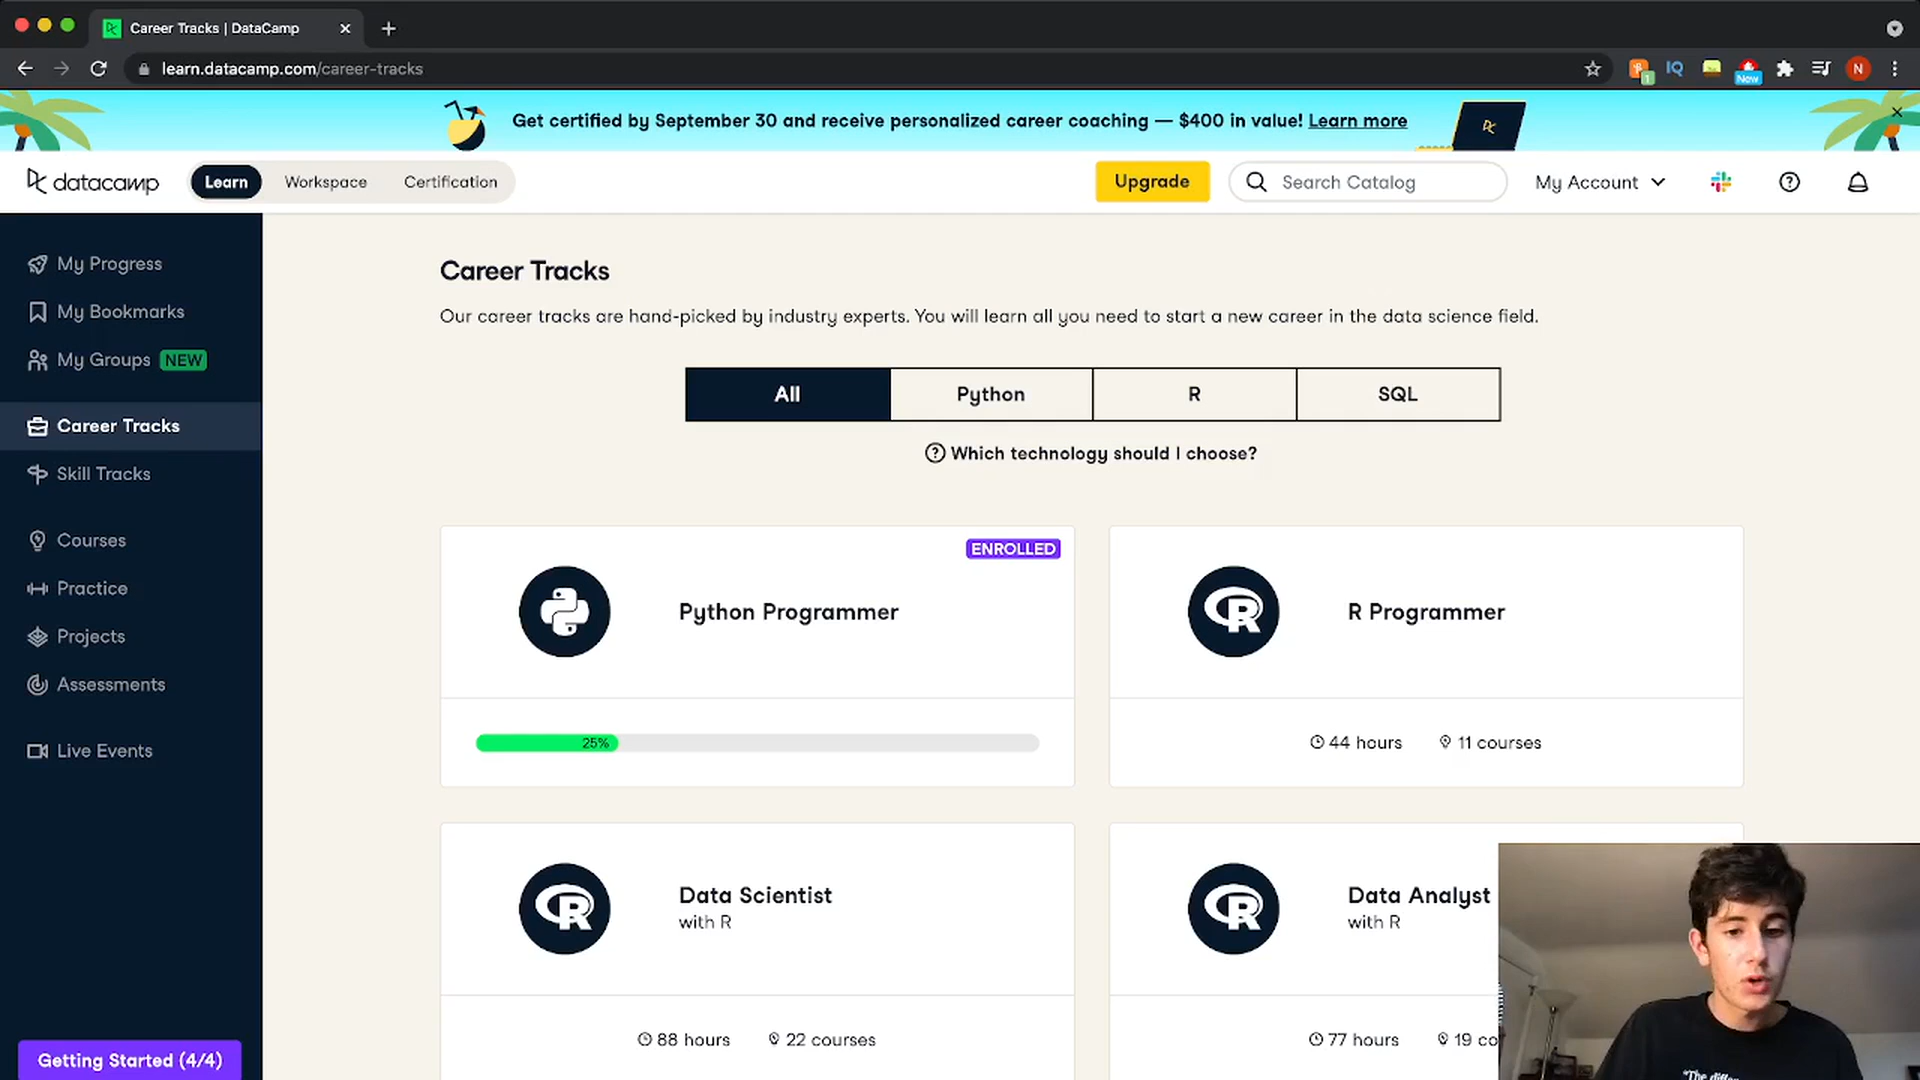 Career Tracks | DataCamp
learn.datacamp.com/career-tracks
IQ
1
New
N
Get certified by September 30 and receive personalized career coaching — $400 in value! Learn more
datacamp
Learn
Workspace
Certification
Upgrade
Search Catalog
My Account
My Progress
My Bookmarks
My Groups NEW
Career Tracks
Skill Tracks
Courses
Practice
Projects
Assessments
Live Events
Getting Started (4/4)
Career Tracks
Our career tracks are hand-picked by industry experts. You will learn all you need to start a new career in the data science field.
All
Python
R
SQL
Which technology should I choose?
ENROLLED
Python Programmer
25%
R
R Programmer
44 hours
11 courses
R
Data Scientist
with R
88 hours
22 courses
R
Data Analyst
with R
77 hours
19 co
"The